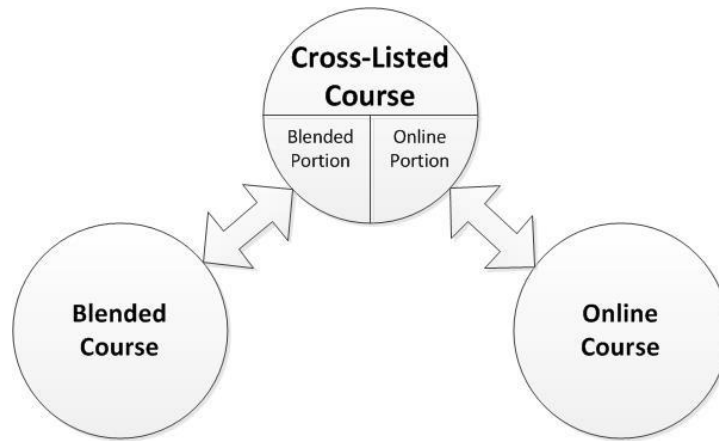 Cross-Listed
Course
Blended
Portion
Online
Portion
Blended
Course
Online
Course